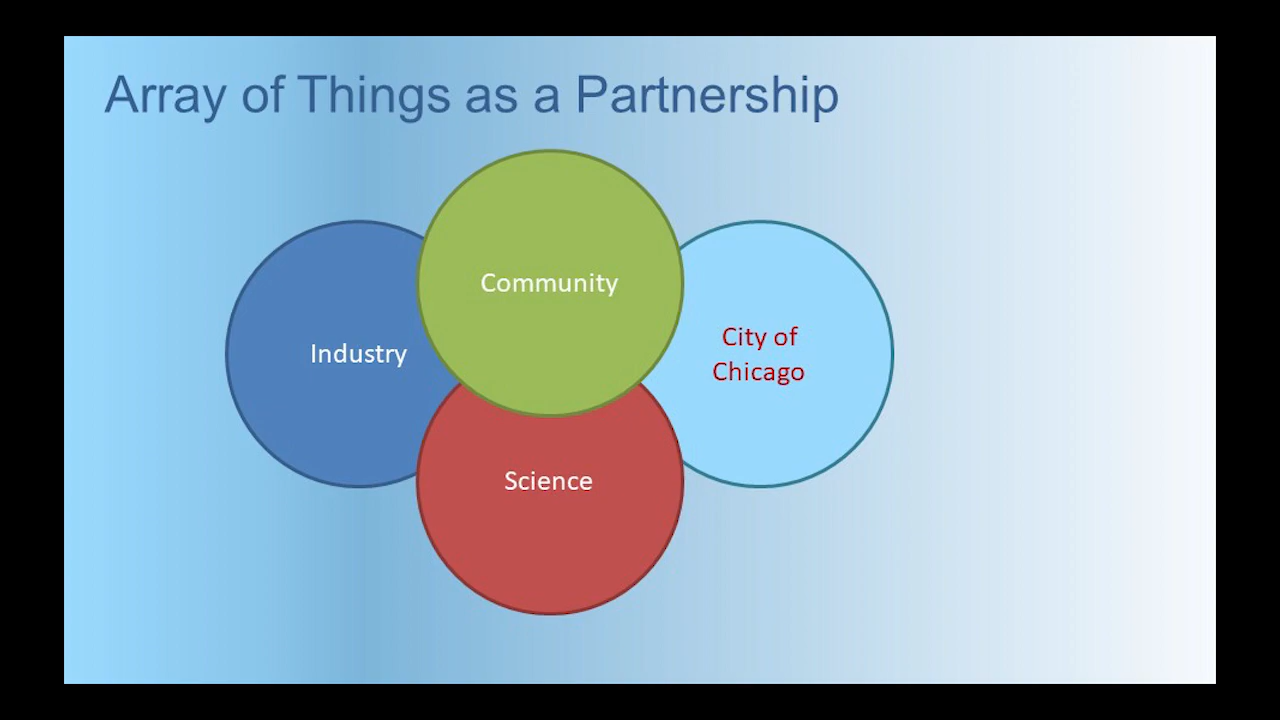 Array of Things as a Partnership
Community
Industry
City of
Chicago
Science